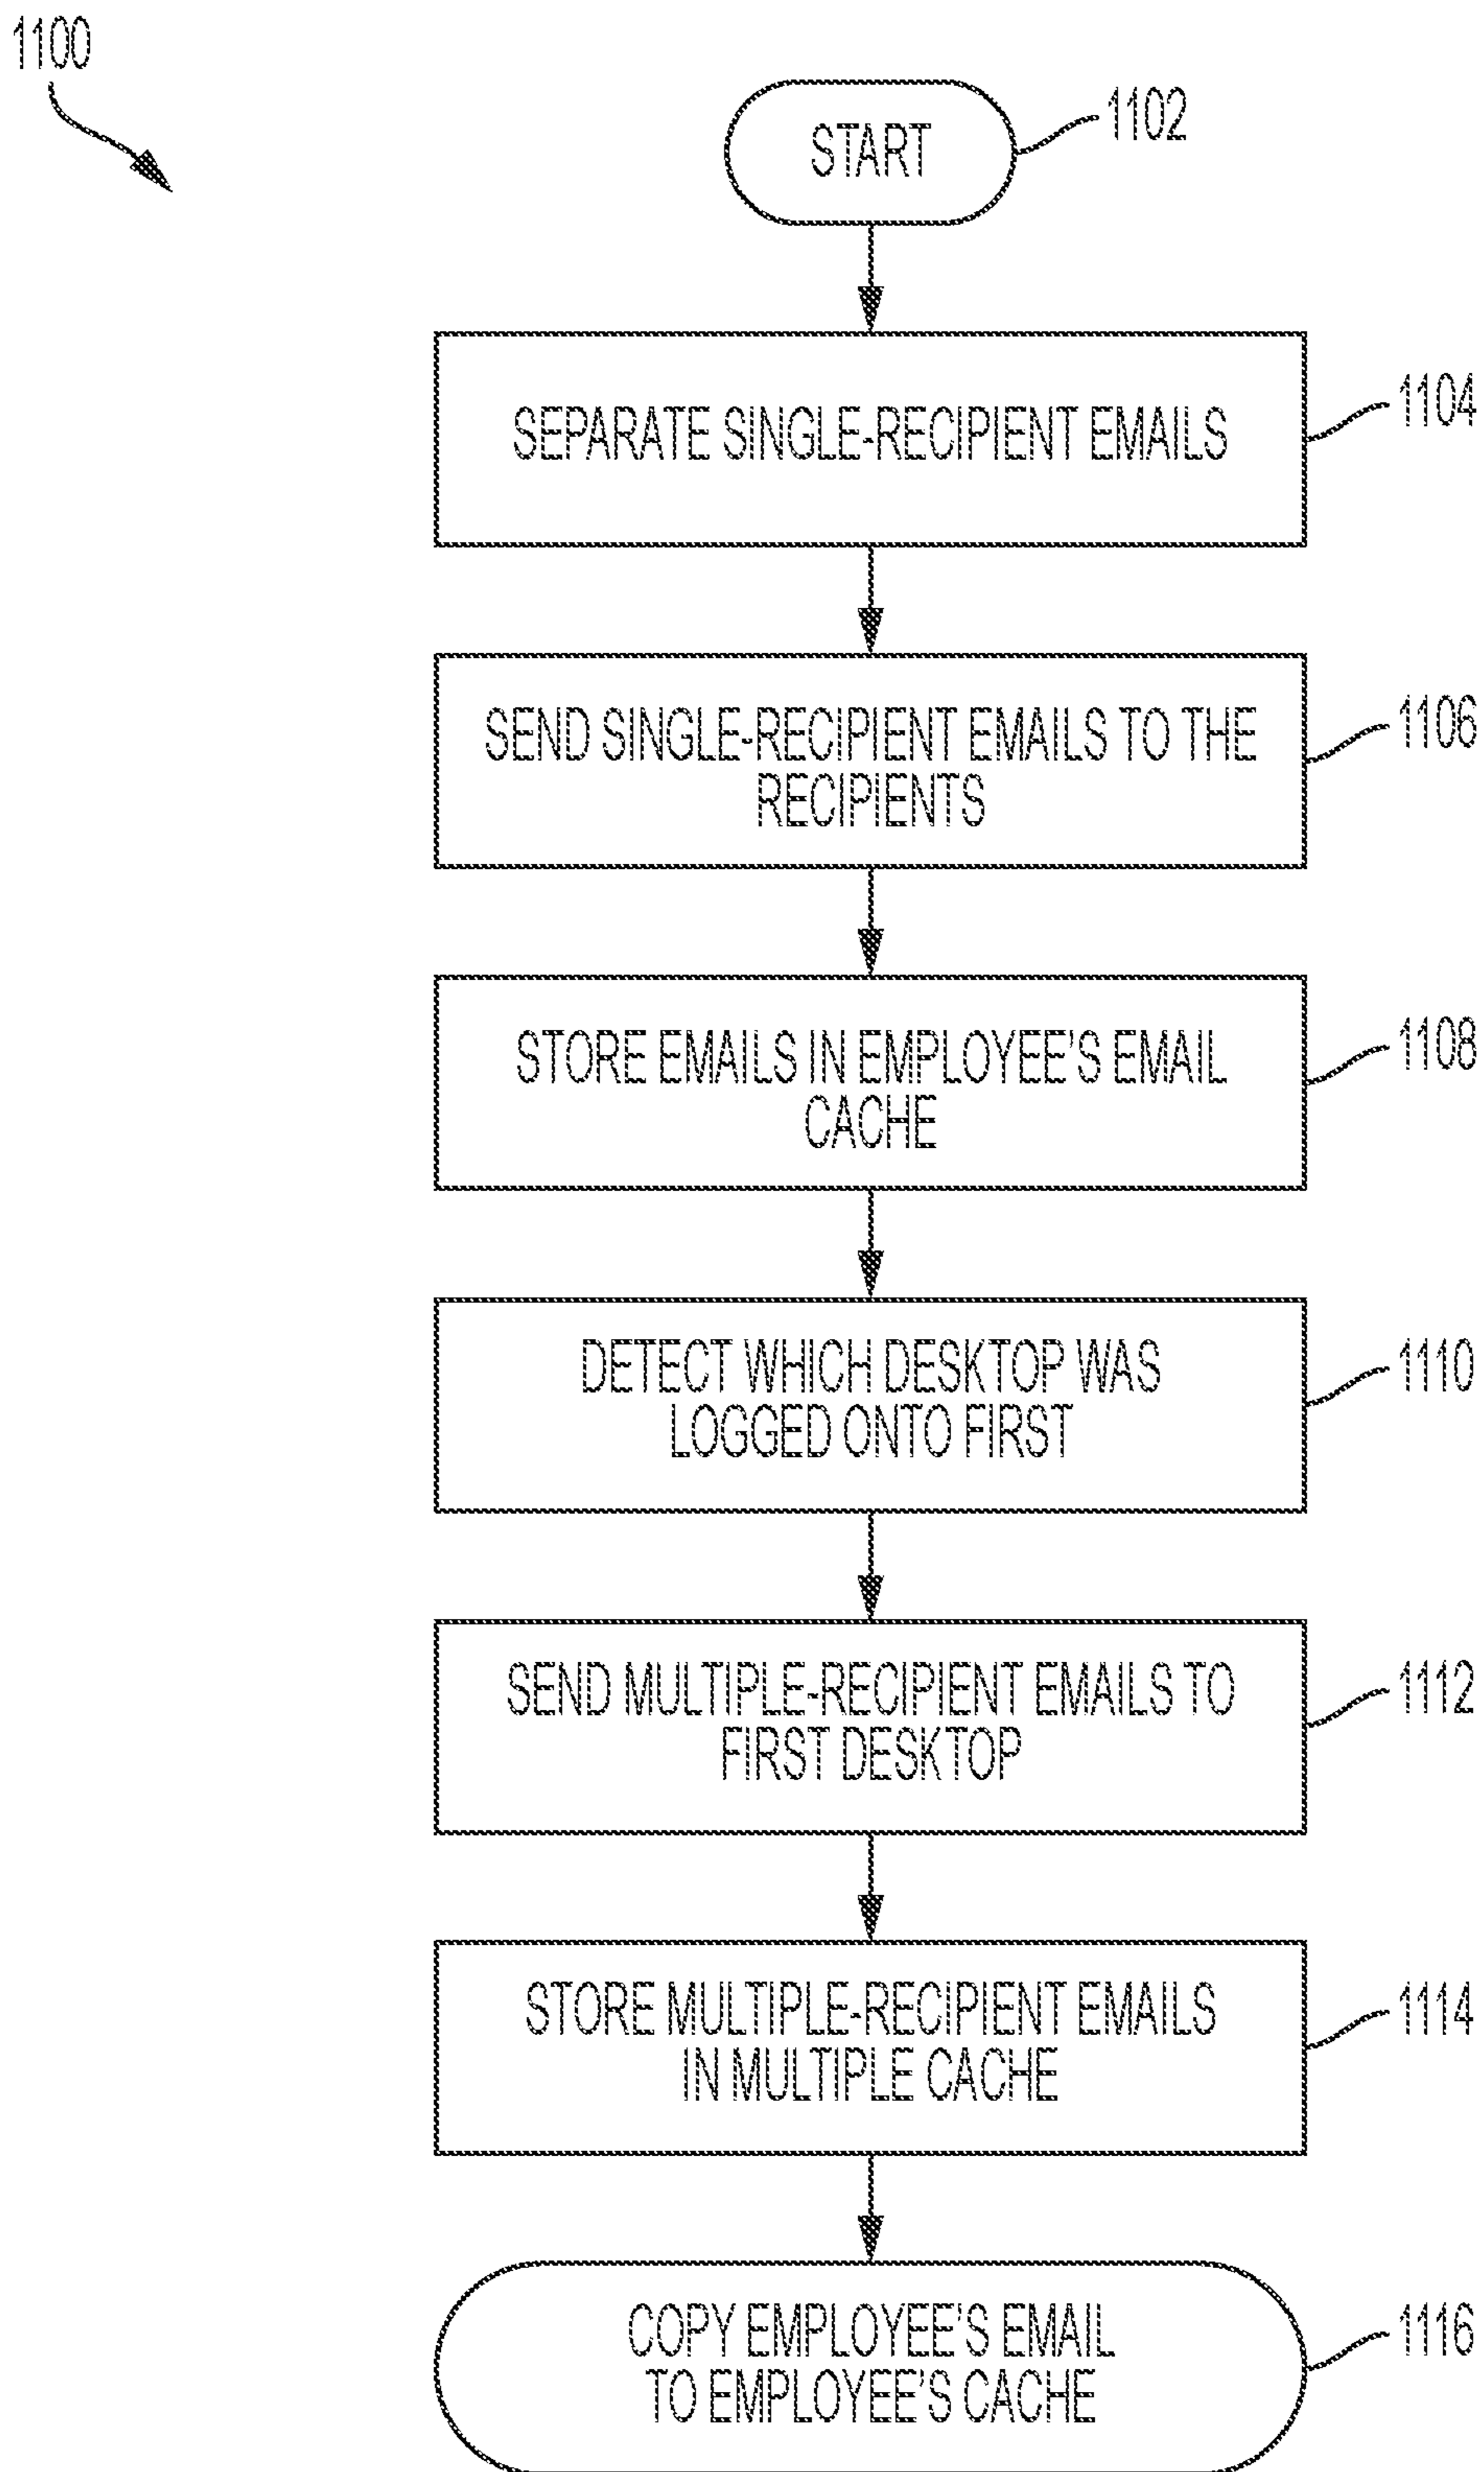 1100
START
1102
SEPARATE SINGLE-RECIPIENT EMAILS
1104
SEND SINGLE-RECIPIENT EMAILS TO THE
RECIPIENTS
1106
STORE EMAILS IN EMPLOYEE'S EMAIL
CACHE
1108
DETECT WHICH DESKTOP WAS
LOGGED ONTO FIRST
1110
SEND MULTIPLE-RECIPIENT EMAILS TO
FIRST DESKTOP
1112
STORE MULTIPLE-RECIPIENT EMAILS
IN MULTIPLE CACHE
1114
COPY EMPLOYEE'S EMAIL
TO EMPLOYEE'S CACHE
1116